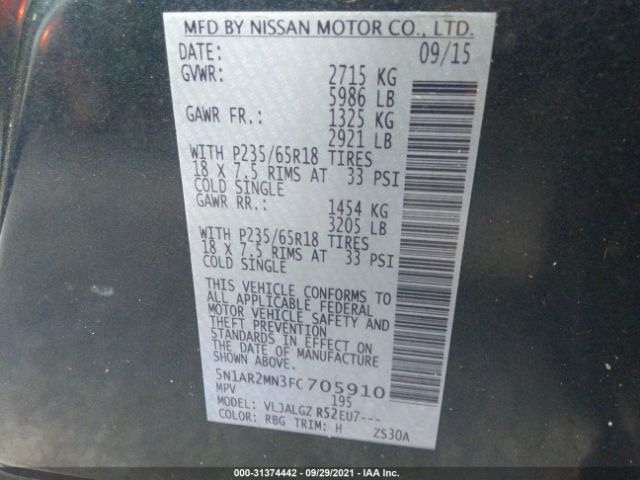 MFD BY NISSAN MOTOR CO., LTD.
DATE: 09/15
GVWR: 2715 KG
5986 LB
GAWR FR.: 1325 KG
2921 LB
WITH P235/65R18 TIRES
18 X 7.5 RIMS AT 33 PSI
COLD SINGLE
GAWR RR.: 1454 KG
3205 LB
WITH P235/65R18 TIRES
18 X 7.5 RIMS AT 33 PSI
COLD SINGLE
THIS VEHICLE CONFORMS TO
ALL APPLICABLE FEDERAL
MOTOR VEHICLE SAFETY AND
THEFT PREVENTION
STANDARDS IN EFFECT ON
THE DATE OF MANUFACTURE
SHOWN ABOVE.
5N1AR2MN3FC705910
MPV 195
MODEL: VLJALGZ R52EU7---
COLOR: RBG TRIM: H ZS30A
000-31374442 - 09/29/2021 - IAA Inc.